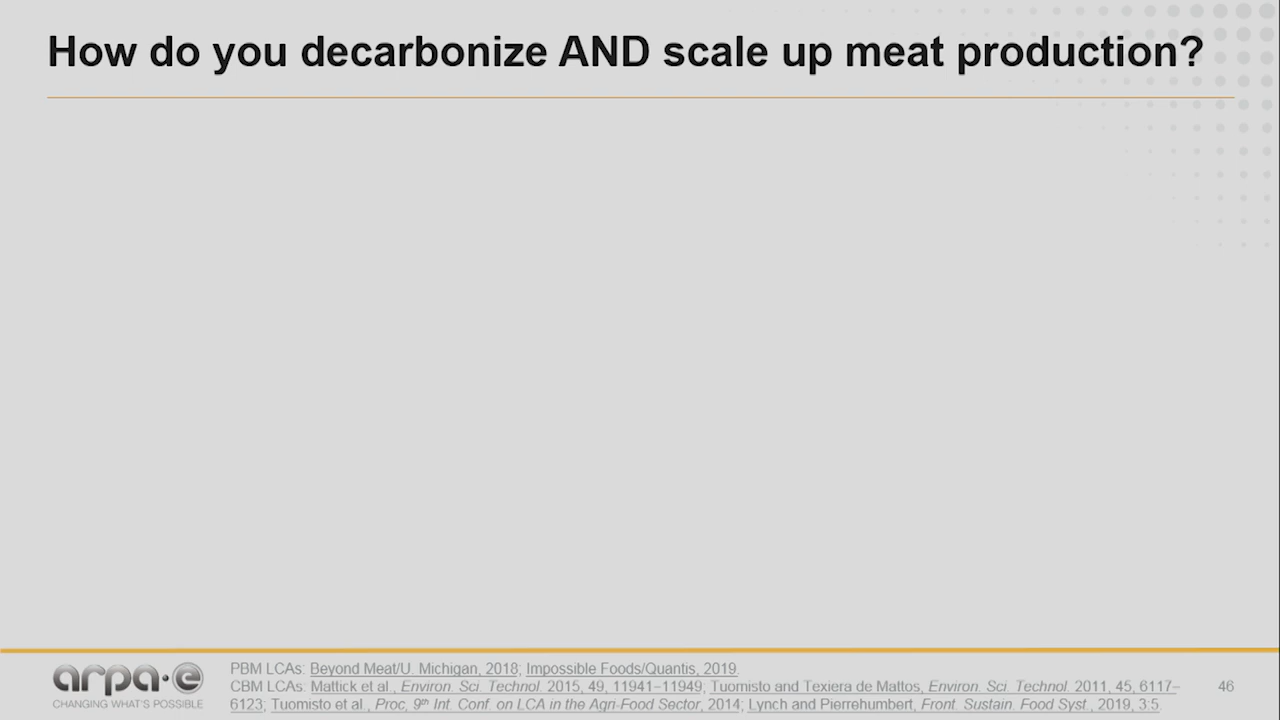 How do you decarbonize AND scale up meat production?
arpa·e
CHANGING WHAT'S POSSIBLE
PBM LCAs: Beyond Meat/U. Michigan, 2018; Impossible Foods/Quantis, 2019.
CBM LCAs: Mattick et al., Environ. Sci. Technol. 2015, 49, 11941–11949; Tuomisto and Texiera de Mattos, Environ. Sci. Technol. 2011, 45, 6117–
6123; Tuomisto et al., Proc, 9th Int. Conf. on LCA in the Agri-Food Sector, 2014; Lynch and Pierrehumbert, Front. Sustain. Food Syst., 2019, 3:5.
46